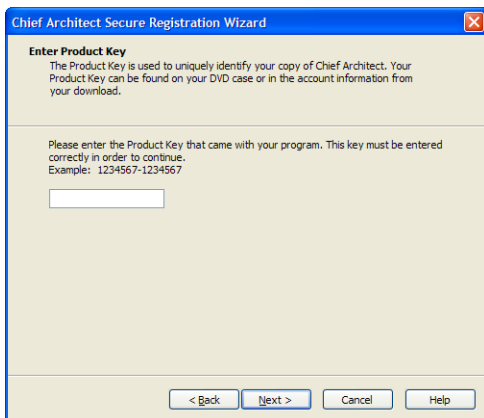 Chief Architect Secure Registration Wizard
Enter Product Key
The Product Key is used to uniquely identify your copy of Chief Architect. Your
Product Key can be found on your DVD case or in the account information from
your download.
Please enter the Product Key that came with your program. This key must be entered
correctly in order to continue.
Example: 1234567-1234567
< Back Next > Cancel Help